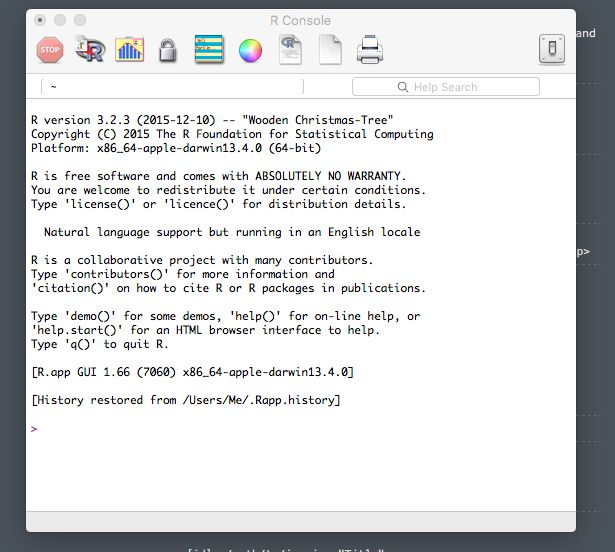 R Console
and
STOP
~
Help Search
R version 3.2.3 (2015-12-10) -- "Wooden Christmas-Tree"
Copyright (C) 2015 The R Foundation for Statistical Computing
Platform: x86_64-apple-darwin13.4.0 (64-bit)
R is free software and comes with ABSOLUTELY NO WARRANTY.
You are welcome to redistribute it under certain conditions.
Type 'license()' or 'licence()' for distribution details.
Natural language support but running in an English locale
p>
R is a collaborative project with many contributors.
Type 'contributors()' for more information and
'citation()' on how to cite R or R packages in publications.
Type 'demo()' for some demos, 'help()' for on-line help, or
'help.start()' for an HTML browser interface to help.
Type 'q()' to quit R.
[R.app GUI 1.66 (7060) x86_64-apple-darwin13.4.0]
[History restored from /Users/Me/.Rapp.history]
>